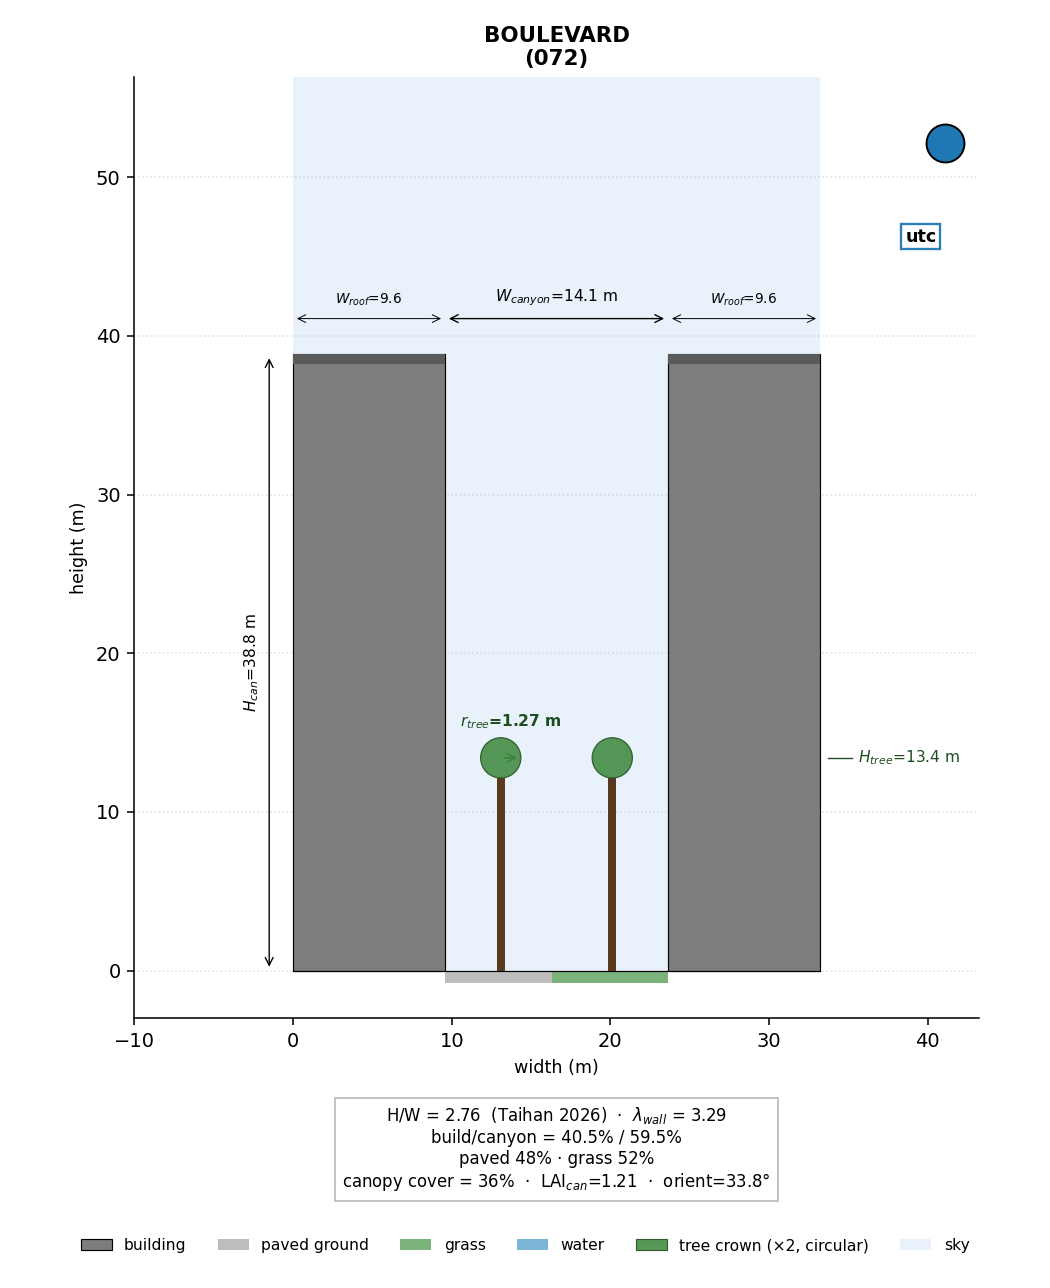 BOULEVARD
(072)
50
utc
W_roof=9.6
W_canyon=14.1 m
W_roof=9.6
40
30
height (m)
H_can=38.8 m
20
r_tree=1.27 m
H_tree=13.4 m
10
0
−10 0 10 20 30 40
width (m)
H/W = 2.76 (Taihan 2026) · λ_wall = 3.29
build/canyon = 40.5% / 59.5%
paved 48% · grass 52%
canopy cover = 36% · LAI_can=1.21 · orient=33.8°
building paved ground grass water tree crown (×2, circular) sky